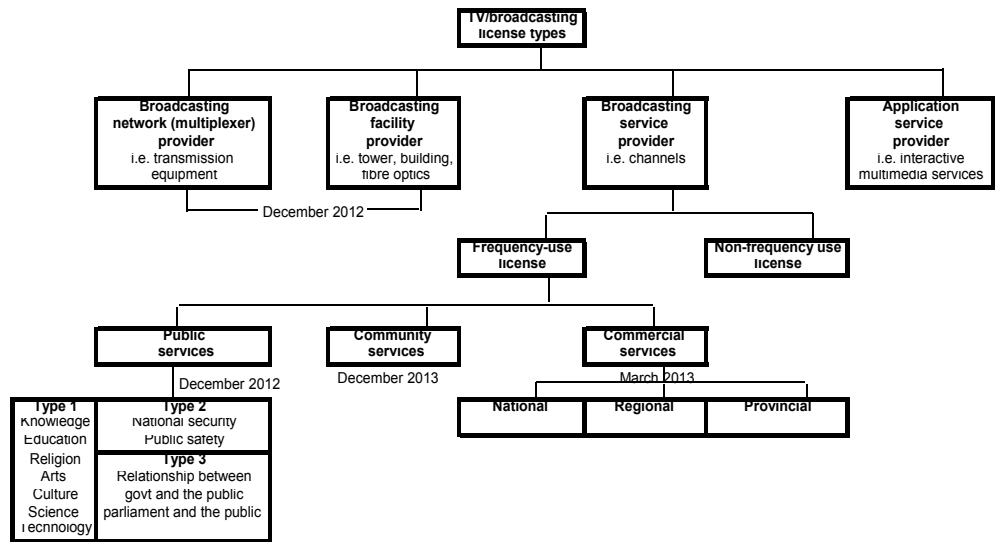 TV/broadcasting
license types
Broadcasting
network (multiplexer)
provider
i.e. transmission
equipment
Broadcasting
facility
provider
i.e. tower, building,
fibre optics
Broadcasting
service
provider
i.e. channels
Application
service
provider
i.e. interactive
multimedia services
December 2012
Frequency-use
license
Non-frequency use
license
Public
services
Community
services
Commercial
services
December 2012
December 2013
March 2013
Type 1
Knowledge
Education
Religion
Arts
Culture
Science
Technology
Type 2
National security
Public safety
Type 3
Relationship between
govt and the public
parliament and the public
National
Regional
Provincial